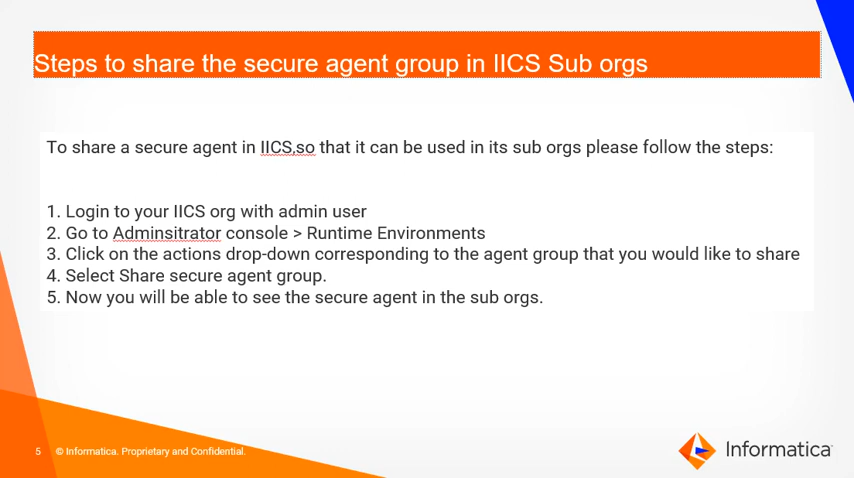 Steps to share the secure agent group in IICS Sub orgs
To share a secure agent in IICS,so that it can be used in its sub orgs please follow the steps:
1. Login to your IICS org with admin user
2. Go to Adminsitrator console > Runtime Environments
3. Click on the actions drop-down corresponding to the agent group that you would like to share
4. Select Share secure agent group.
5. Now you will be able to see the secure agent in the sub orgs.
5 © Informatica. Proprietary and Confidential.
Informatica